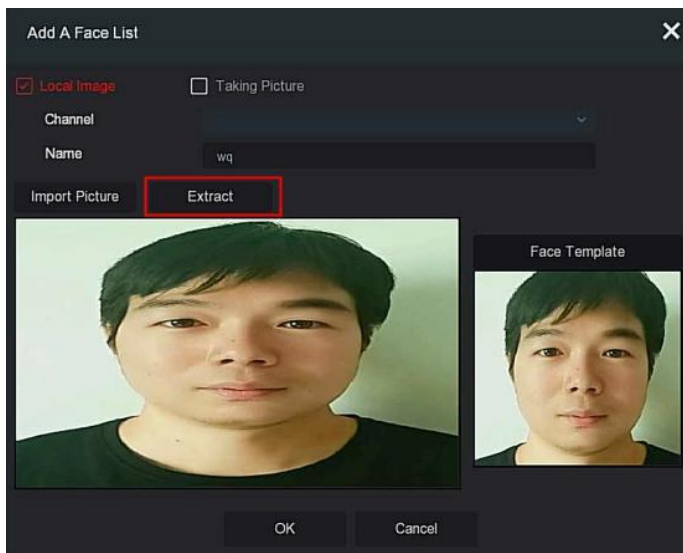 Add A Face List
Local Image
Taking Picture
Channel
Name
wq
Import Picture
Extract
Face Template
OK
Cancel